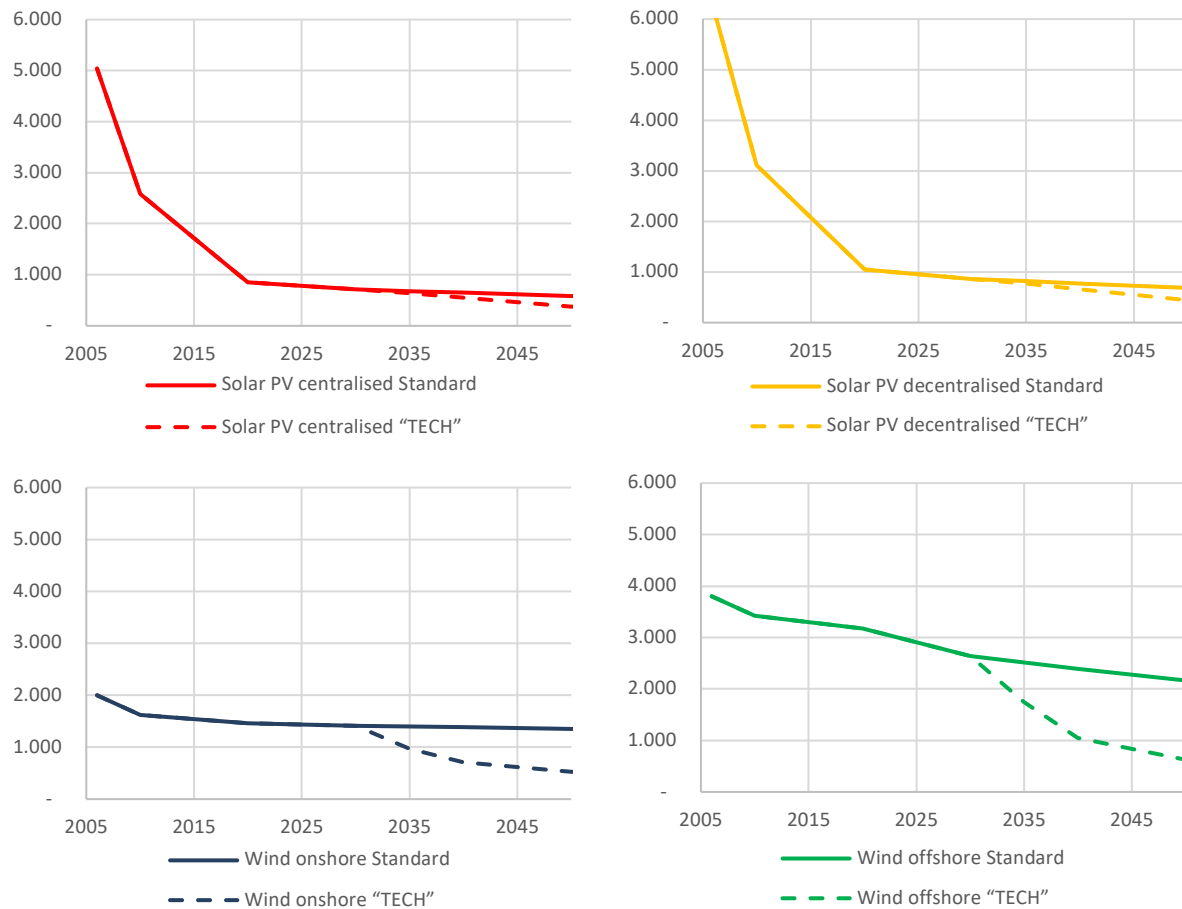 6.000
5.000
4.000
3.000
2.000
1.000
-
2005 2015 2025 2035 2045
Solar PV centralised Standard
Solar PV centralised “TECH”
6.000
5.000
4.000
3.000
2.000
1.000
-
2005 2015 2025 2035 2045
Solar PV decentralised Standard
Solar PV decentralised “TECH”
6.000
5.000
4.000
3.000
2.000
1.000
-
2005 2015 2025 2035 2045
Wind onshore Standard
Wind onshore “TECH”
6.000
5.000
4.000
3.000
2.000
1.000
-
2005 2015 2025 2035 2045
Wind offshore Standard
Wind offshore “TECH”